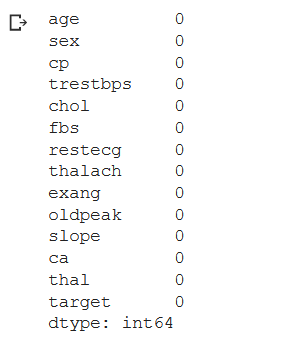 age 0
sex 0
cp 0
trestbps 0
chol 0
fbs 0
restecg 0
thalach 0
exang 0
oldpeak 0
slope 0
ca 0
thal 0
target 0
dtype: int64